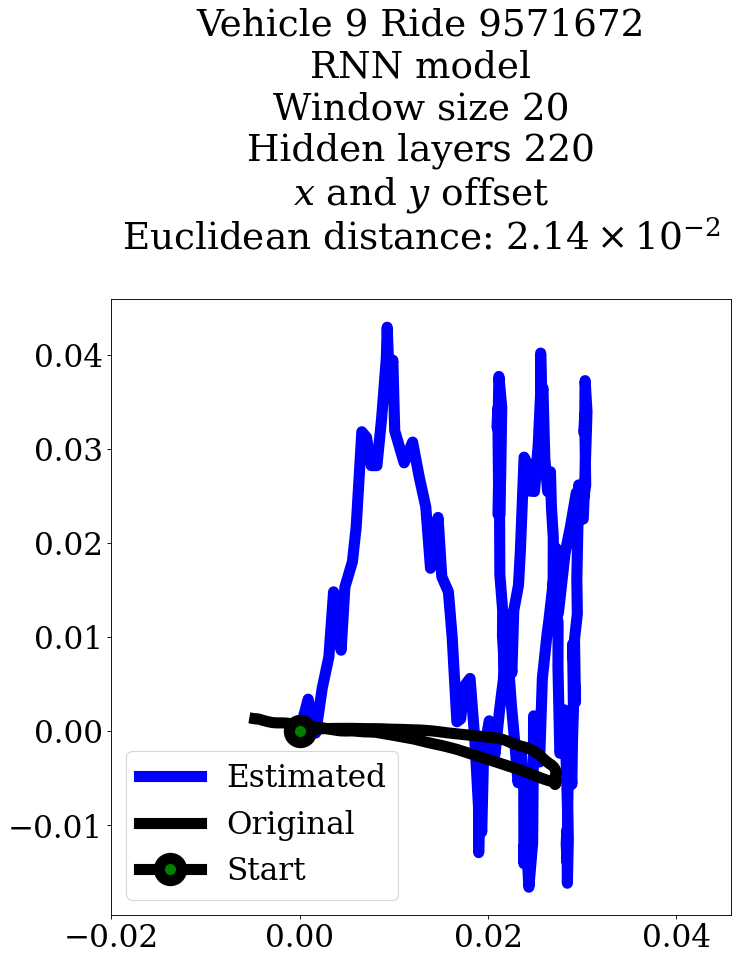 Vehicle 9 Ride 9571672
RNN model
Window size 20
Hidden layers 220
x and y offset
Euclidean distance: 2.14 × 10⁻²
0.04
0.03
0.02
0.01
0.00
−0.01
Estimated
Original
Start
−0.02 0.00 0.02 0.04